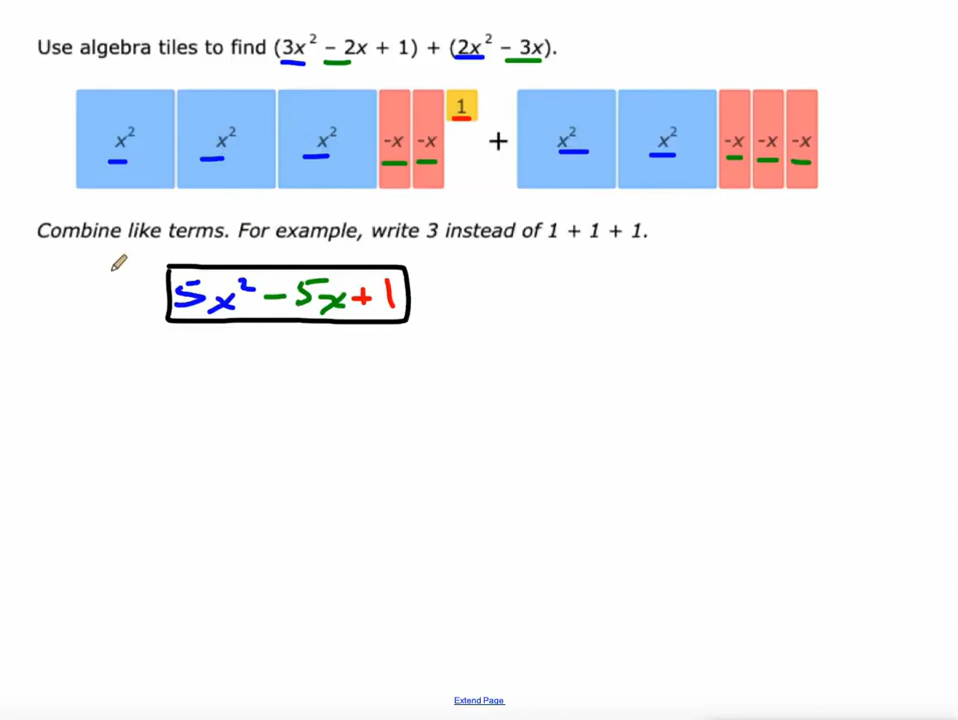 Use algebra tiles to find (3x² – 2x + 1) + (2x² – 3x).
x² x² x² -x -x 1 + x² x² -x -x -x
Combine like terms. For example, write 3 instead of 1 + 1 + 1.
5x² - 5x + 1
Extend Page